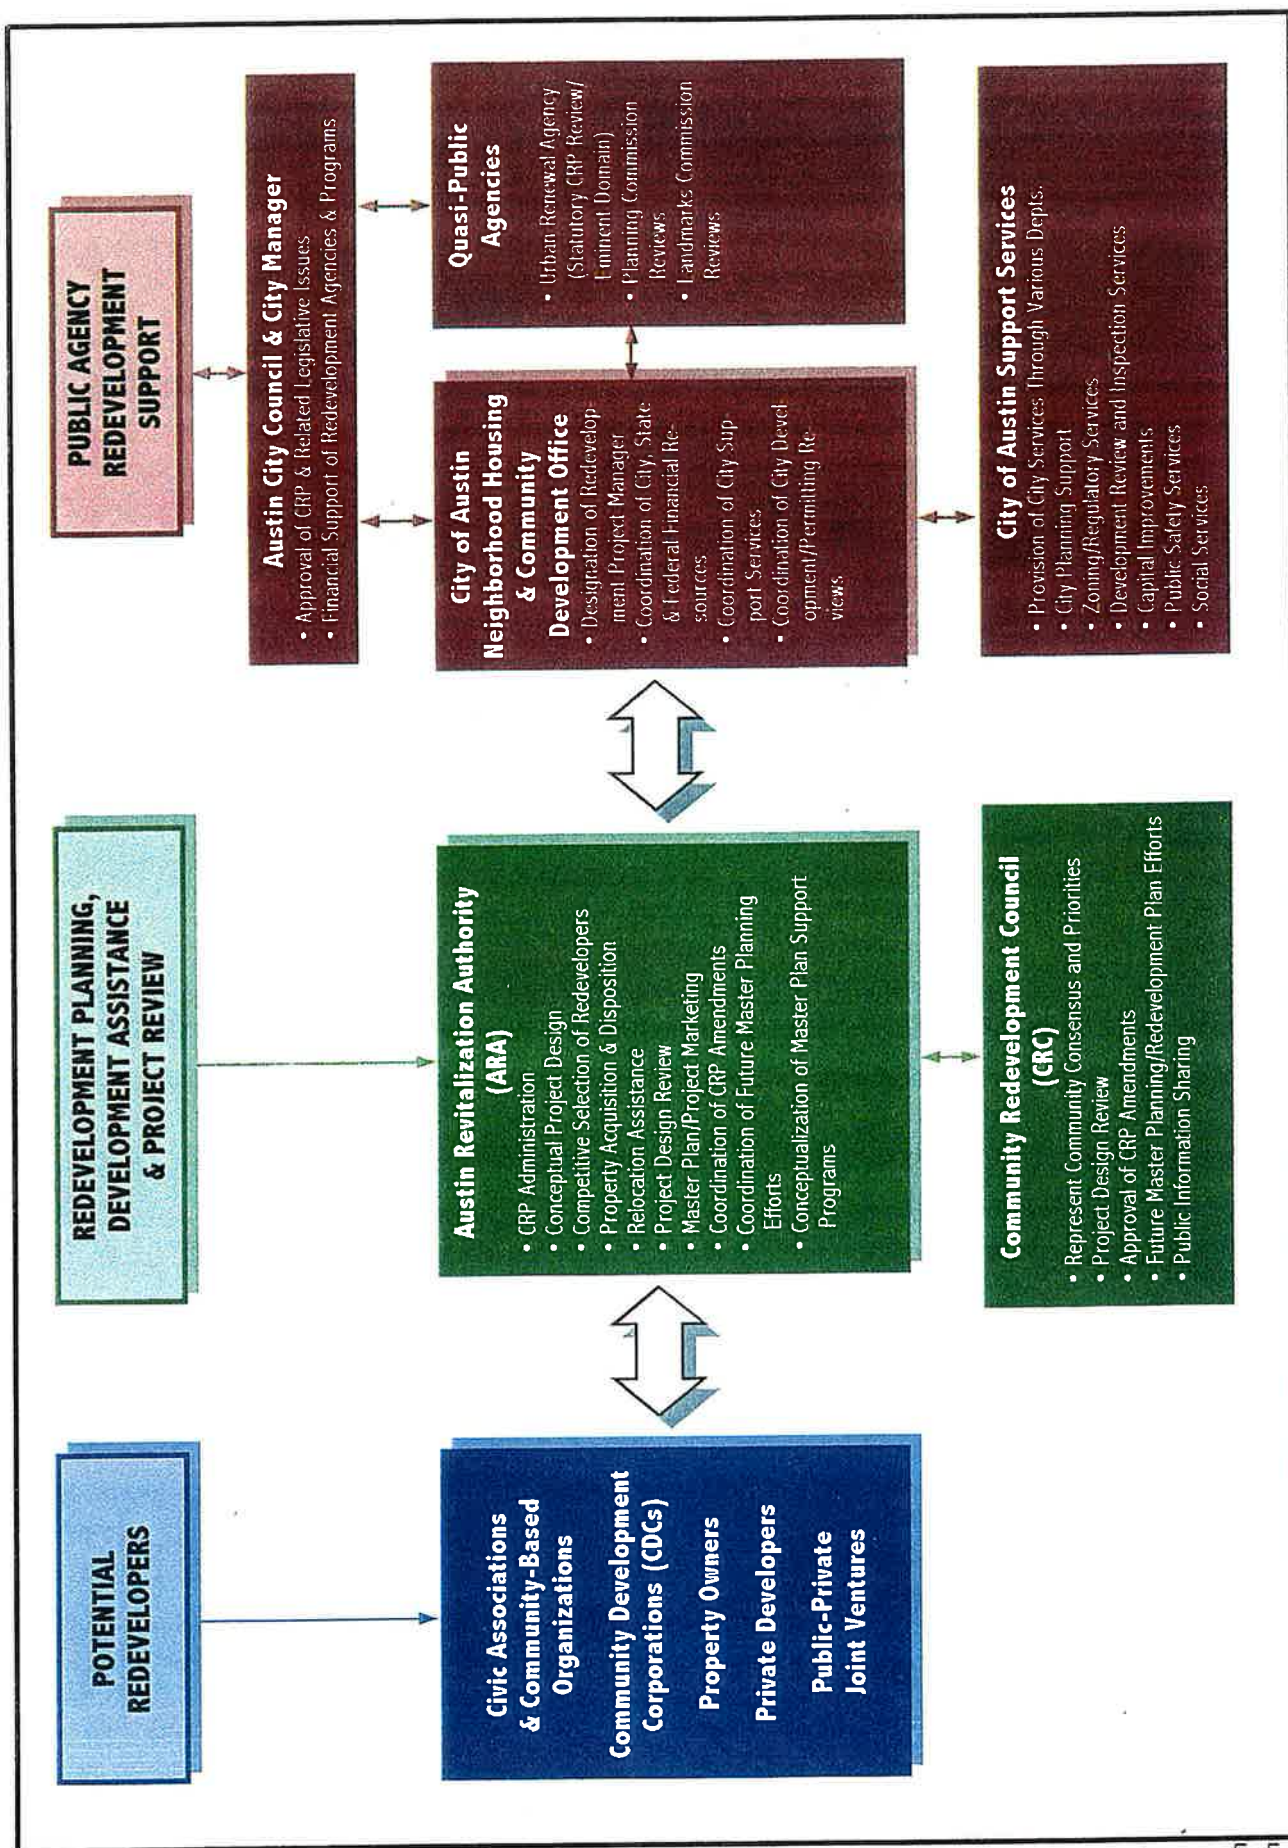 POTENTIAL
REDEVELOPERS
Civic Associations
& Community-Based
Organizations
Community Development
Corporations (CDCs)
Property Owners
Private Developers
Public-Private
Joint Ventures
REDEVELOPMENT PLANNING,
DEVELOPMENT ASSISTANCE
& PROJECT REVIEW
Austin Revitalization Authority
(ARA)
• CRP Administration
• Conceptual Project Design
• Competitive Selection of Redevelopers
• Property Acquisition & Disposition
• Relocation Assistance
• Project Design Review
• Master Plan/Project Marketing
• Coordination of CRP Amendments
• Coordination of Future Master Planning
Efforts
• Conceptualization of Master Plan Support
Programs
Community Redevelopment Council
(CRC)
• Represent Community Consensus and Priorities
• Project Design Review
• Approval of CRP Amendments
• Future Master Planning/Redevelopment Plan Efforts
• Public Information Sharing
PUBLIC AGENCY
REDEVELOPMENT
SUPPORT
Austin City Council & City Manager
• Approval of CRP & Related Legislative Issues
• Financial Support of Redevelopment Agencies & Programs
City of Austin
Neighborhood Housing
& Community
Development Office
• Designation of Redevelop-
ment Project Manager
• Coordination of City, State
& Federal Financial Re-
sources
• Coordination of City Sup-
port Services
• Coordination of City Devel
opment/Permitting Re-
views
Quasi-Public
Agencies
• Urban Renewal Agency
(Statutory CRP Review/
Eminent Domain)
• Planning Commission
Reviews
• Landmarks Commission
Reviews
City of Austin Support Services
• Provision of City Services Through Various Depts.
• City Planning Support
• Zoning/Regulatory Services
• Development Review and Inspection Services
• Capital Improvements
• Public Safety Services
• Social Services